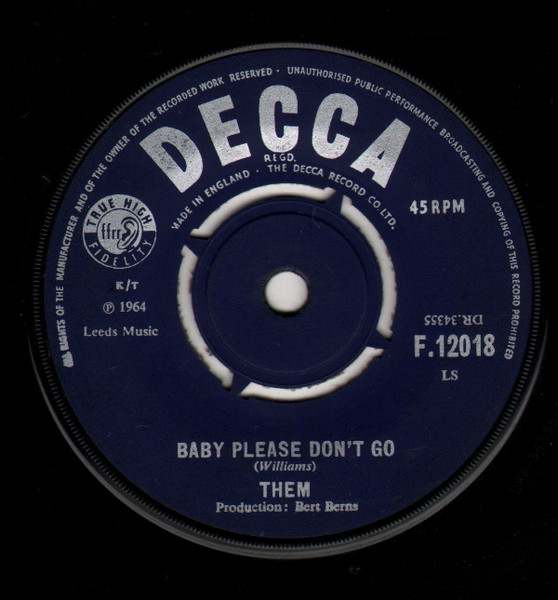 ALL RIGHTS OF THE MANUFACTURER AND OF THE OWNER OF THE RECORDED WORK RESERVED · UNAUTHORISED PUBLIC PERFORMANCE BROADCASTING AND COPYING OF THIS RECORD PROHIBITED
DECCA
REGD.
MADE IN ENGLAND · THE DECCA RECORD CO. LTD.
TRUE HIGH
ffrr
FIDELITY
45 RPM
K/T
℗ 1964
Leeds Music
DR.34355
F.12018
LS
BABY PLEASE DON'T GO
(Williams)
THEM
Production: Bert Berns